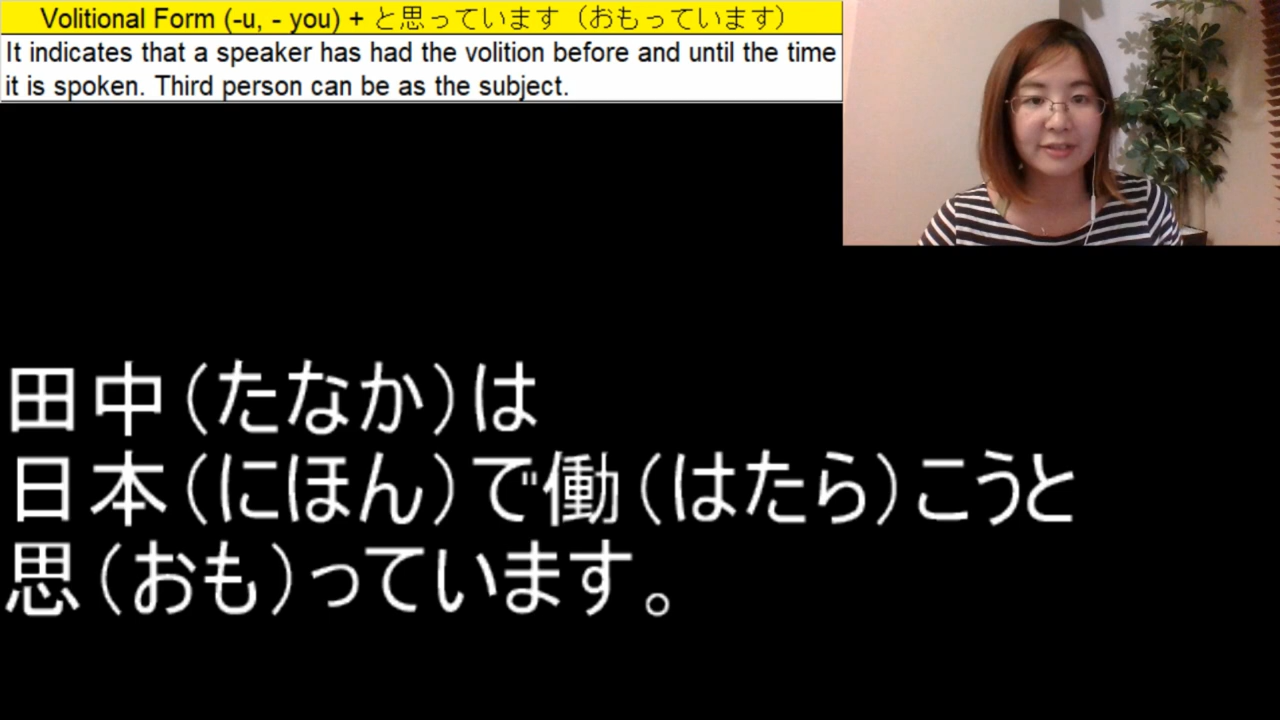 Volitional Form (-u, - you) + と思っています（おもっています）
It indicates that a speaker has had the volition before and until the time
it is spoken. Third person can be as the subject.
田中（たなか）は
日本（にほん）で働（はたら）こうと
思（おも）っています。